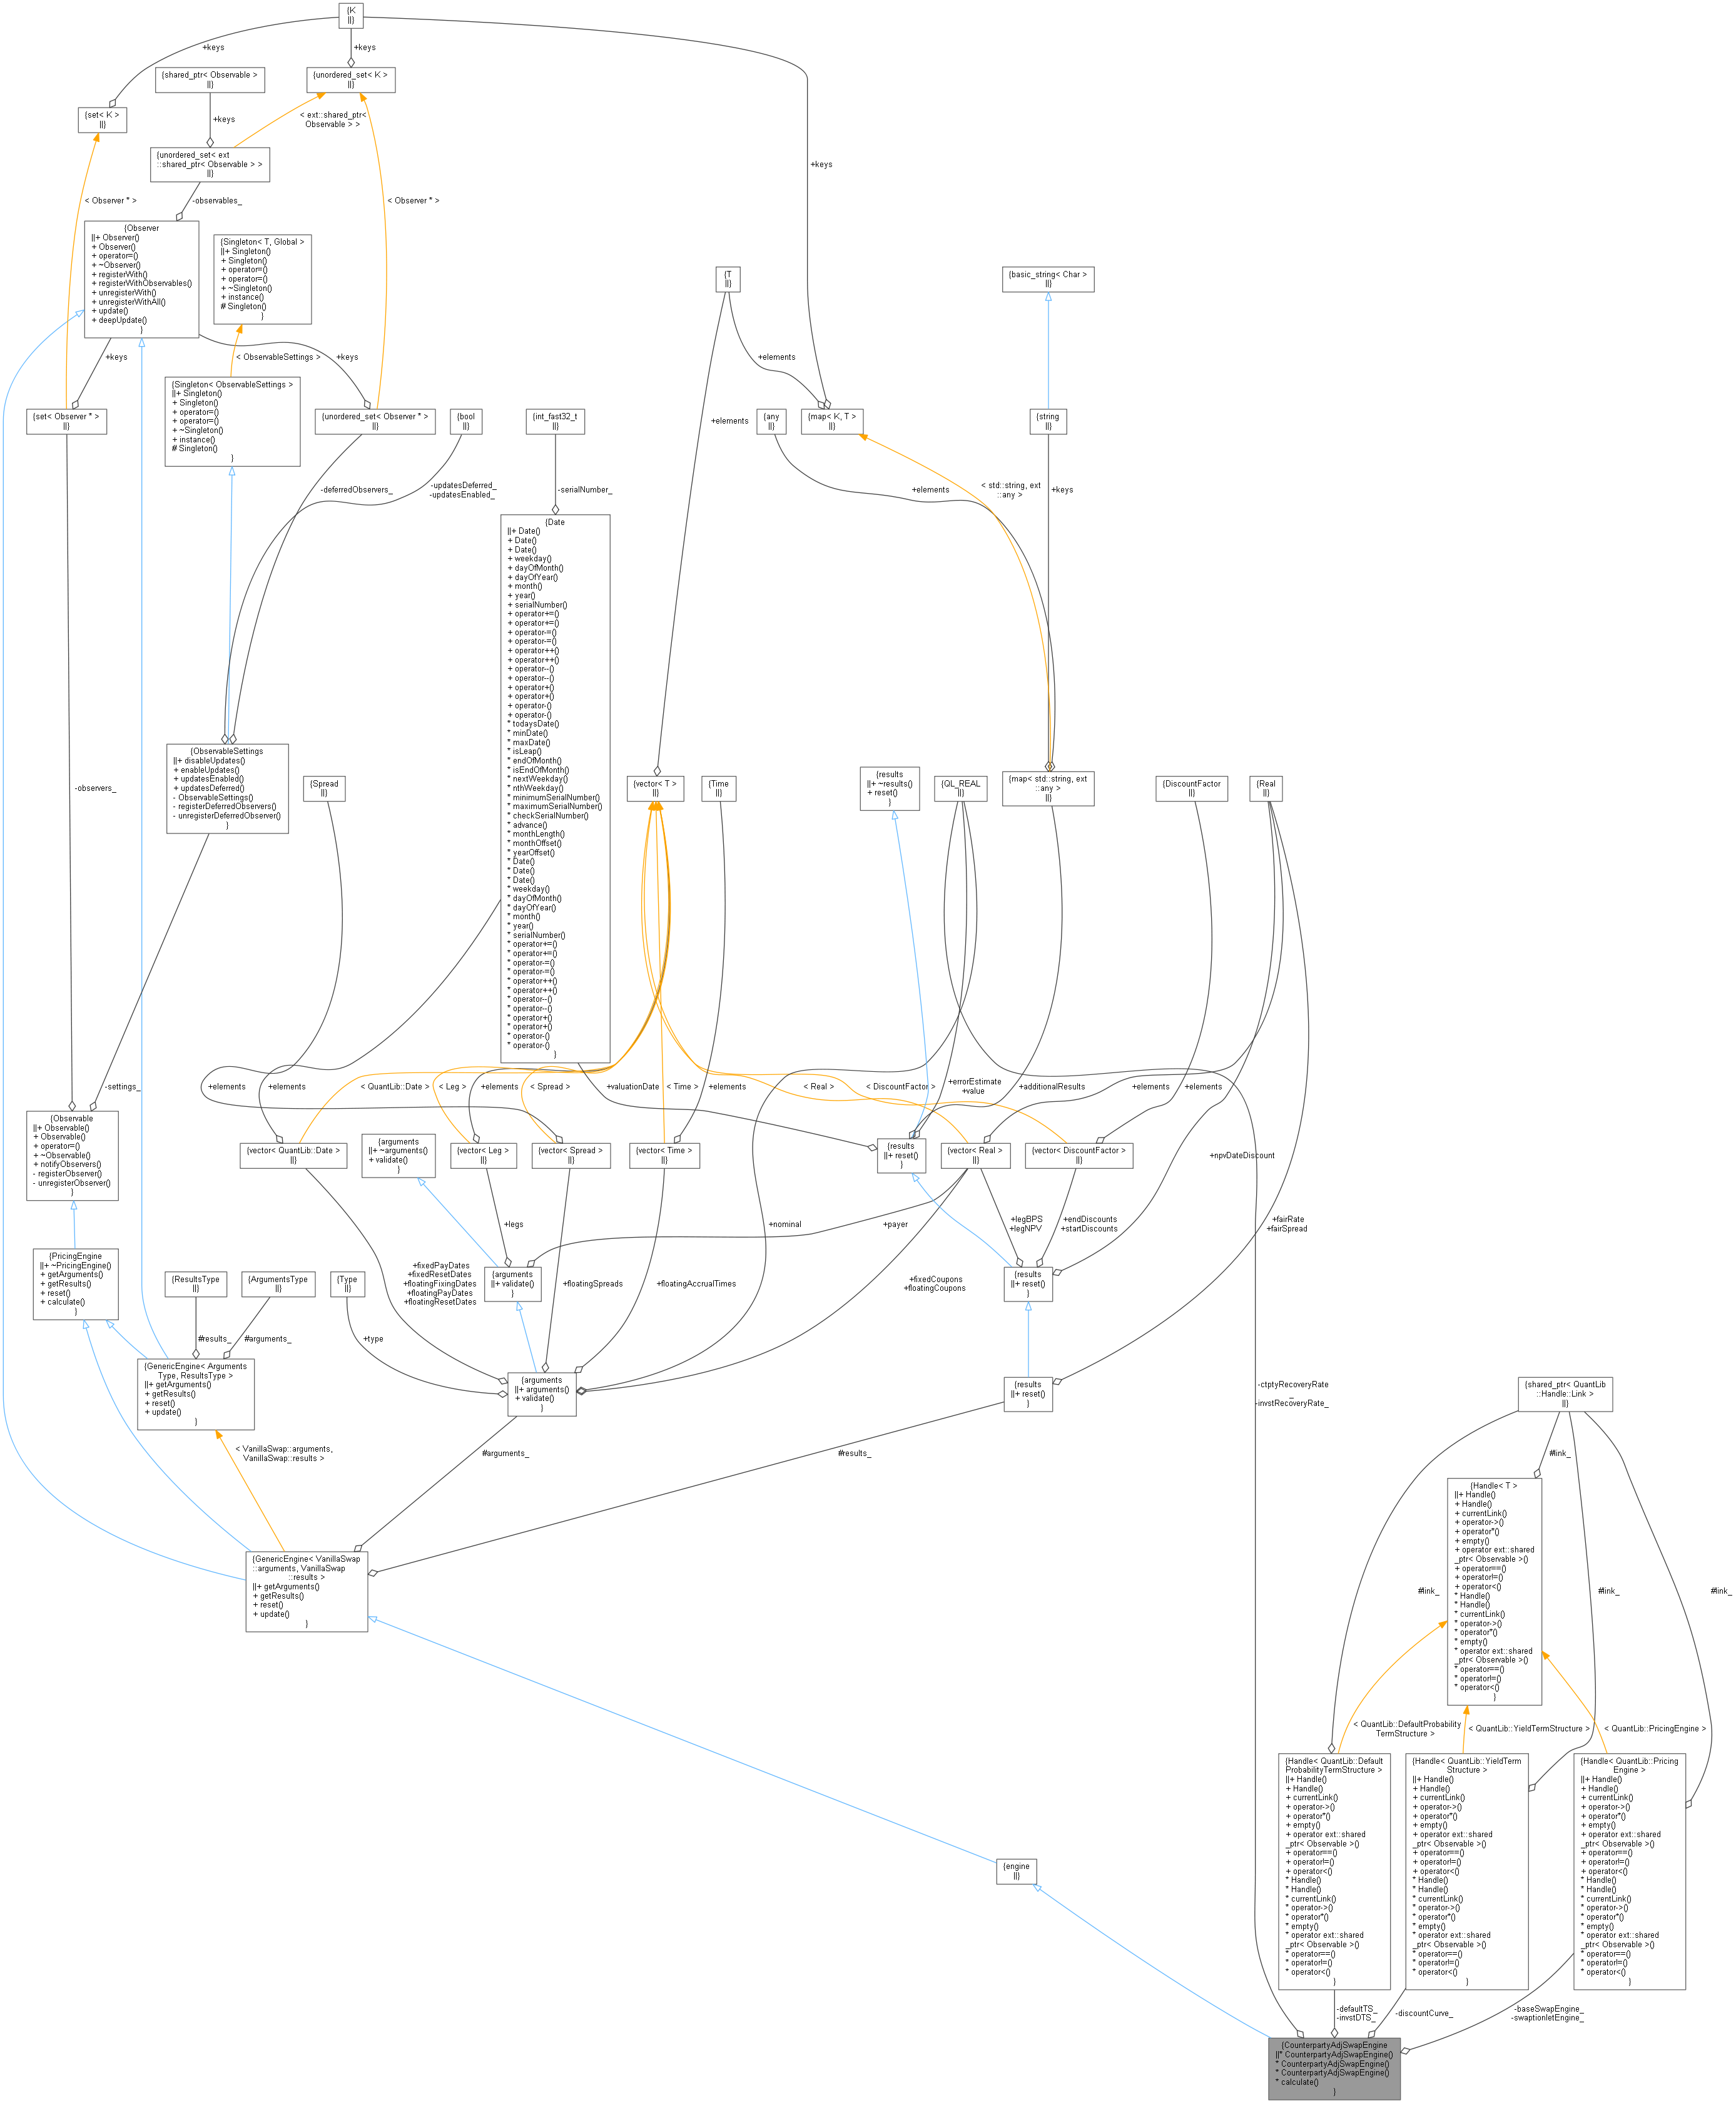 {K
||}
+keys
+keys
{shared_ptr< Observable >
||}
{unordered_set< K >
||}
{set< K >
||}
+keys
< ext::shared_ptr<
Observable > >
{unordered_set< ext
::shared_ptr< Observable > >
||}
+keys
< Observer * >
-observables_
< Observer * >
{Observer
||+ Observer()
+ Observer()
+ operator=()
+ ~Observer()
+ registerWith()
+ registerWithObservables()
+ unregisterWith()
+ unregisterWithAll()
+ update()
+ deepUpdate()
}
{Singleton< T, Global >
||+ Singleton()
+ Singleton()
+ operator=()
+ operator=()
+ ~Singleton()
+ instance()
# Singleton()
}
{T
||}
{basic_string< Char >
||}
+keys
< ObservableSettings >
+keys
+elements
{Singleton< ObservableSettings >
||+ Singleton()
+ Singleton()
+ operator=()
+ operator=()
+ ~Singleton()
+ instance()
# Singleton()
}
{set< Observer * >
||}
{unordered_set< Observer * >
||}
{bool
||}
{int_fast32_t
||}
+elements
{any
||}
{map< K, T >
||}
{string
||}
-deferredObservers_
-updatesDeferred_
-updatesEnabled_
-serialNumber_
+elements
< std::string, ext
::any >
+keys
{Date
||+ Date()
+ Date()
+ Date()
+ weekday()
+ dayOfMonth()
+ dayOfYear()
+ month()
+ year()
+ serialNumber()
+ operator+=()
+ operator+=()
+ operator-=()
+ operator-=()
+ operator++()
+ operator++()
+ operator--()
+ operator--()
+ operator+()
+ operator+()
+ operator-()
+ operator-()
* todaysDate()
* minDate()
* maxDate()
* isLeap()
* endOfMonth()
* isEndOfMonth()
* nextWeekday()
* nthWeekday()
* minimumSerialNumber()
* maximumSerialNumber()
* checkSerialNumber()
* advance()
* monthLength()
* monthOffset()
* yearOffset()
* Date()
* Date()
* Date()
* weekday()
* dayOfMonth()
* dayOfYear()
* month()
* year()
* serialNumber()
* operator+=()
* operator+=()
* operator-=()
* operator-=()
* operator++()
* operator++()
* operator--()
* operator--()
* operator+()
* operator+()
* operator-()
* operator-()
}
-observers_
{ObservableSettings
||+ disableUpdates()
+ enableUpdates()
+ updatesEnabled()
+ updatesDeferred()
- ObservableSettings()
- registerDeferredObservers()
- unregisterDeferredObserver()
}
{Spread
||}
{vector< T >
||}
{Time
||}
{results
||+ ~results()
+ reset()
}
{QL_REAL
||}
{map< std::string, ext
::any >
||}
{DiscountFactor
||}
{Real
||}
-settings_
+elements
+elements
< QuantLib::Date >
< Leg >
+elements
< Spread >
+valuationDate
< Time >
+elements
< Real >
< DiscountFactor >
+errorEstimate
+value
+additionalResults
+elements
+elements
{Observable
||+ Observable()
+ Observable()
+ operator=()
+ ~Observable()
+ notifyObservers()
- registerObserver()
- unregisterObserver()
}
{vector< QuantLib::Date >
||}
{arguments
||+ ~arguments()
+ validate()
}
{vector< Leg >
||}
{vector< Spread >
||}
{vector< Time >
||}
{results
||+ reset()
}
{vector< Real >
||}
{vector< DiscountFactor >
||}
+npvDateDiscount
+legs
+nominal
+payer
+legBPS
+legNPV
+endDiscounts
+startDiscounts
+fairRate
+fairSpread
{PricingEngine
||+ ~PricingEngine()
+ getArguments()
+ getResults()
+ reset()
+ calculate()
}
{ResultsType
||}
{ArgumentsType
||}
{Type
||}
+fixedPayDates
+fixedResetDates
+floatingFixingDates
+floatingPayDates
+floatingResetDates
{arguments
||+ validate()
}
+floatingSpreads
+floatingAccrualTimes
+fixedCoupons
+floatingCoupons
{results
||+ reset()
}
#results_
#arguments_
+type
{GenericEngine< Arguments
Type, ResultsType >
||+ getArguments()
+ getResults()
+ reset()
+ update()
}
{arguments
||+ arguments()
+ validate()
}
{results
||+ reset()
}
-ctptyRecoveryRate
_
-invstRecoveryRate_
{shared_ptr< QuantLib
::Handle::Link >
||}
< VanillaSwap::arguments,
VanillaSwap::results >
#arguments_
#results_
#link_
{Handle< T >
||+ Handle()
+ Handle()
+ currentLink()
+ operator->()
+ operator*()
+ empty()
+ operator ext::shared
_ptr< Observable >()
+ operator==()
+ operator!=()
+ operator<()
* Handle()
* Handle()
* currentLink()
* operator->()
* operator*()
* empty()
* operator ext::shared
_ptr< Observable >()
* operator==()
* operator!=()
* operator<()
}
{GenericEngine< VanillaSwap
::arguments, VanillaSwap
::results >
||+ getArguments()
+ getResults()
+ reset()
+ update()
}
#link_
#link_
#link_
< QuantLib::DefaultProbability
TermStructure >
< QuantLib::YieldTermStructure >
< QuantLib::PricingEngine >
{Handle< QuantLib::Default
ProbabilityTermStructure >
||+ Handle()
+ Handle()
+ currentLink()
+ operator->()
+ operator*()
+ empty()
+ operator ext::shared
_ptr< Observable >()
+ operator==()
+ operator!=()
+ operator<()
* Handle()
* Handle()
* currentLink()
* operator->()
* operator*()
* empty()
* operator ext::shared
_ptr< Observable >()
* operator==()
* operator!=()
* operator<()
}
{Handle< QuantLib::YieldTerm
Structure >
||+ Handle()
+ Handle()
+ currentLink()
+ operator->()
+ operator*()
+ empty()
+ operator ext::shared
_ptr< Observable >()
+ operator==()
+ operator!=()
+ operator<()
* Handle()
* Handle()
* currentLink()
* operator->()
* operator*()
* empty()
* operator ext::shared
_ptr< Observable >()
* operator==()
* operator!=()
* operator<()
}
{Handle< QuantLib::Pricing
Engine >
||+ Handle()
+ Handle()
+ currentLink()
+ operator->()
+ operator*()
+ empty()
+ operator ext::shared
_ptr< Observable >()
+ operator==()
+ operator!=()
+ operator<()
* Handle()
* Handle()
* currentLink()
* operator->()
* operator*()
* empty()
* operator ext::shared
_ptr< Observable >()
* operator==()
* operator!=()
* operator<()
}
{engine
||}
-defaultTS_
-invstDTS_
-discountCurve_
-baseSwapEngine_
-swaptionletEngine_
{CounterpartyAdjSwapEngine
||* CounterpartyAdjSwapEngine()
* CounterpartyAdjSwapEngine()
* CounterpartyAdjSwapEngine()
* calculate()
}